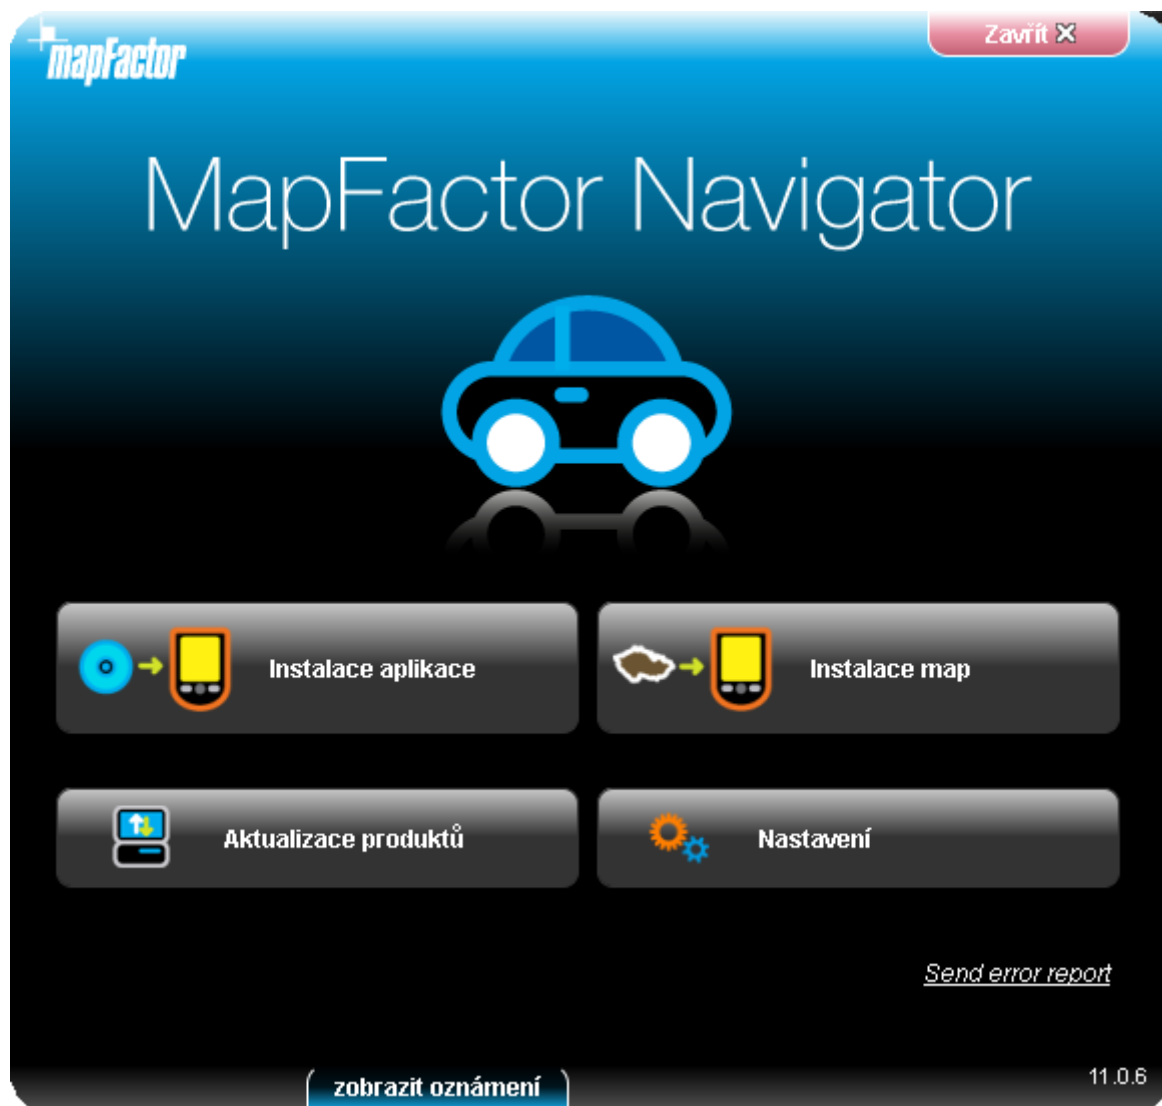 mapFactor
Zavřít
MapFactor Navigator
Instalace aplikace
Instalace map
Aktualizace produktů
Nastavení
Send error report
zobrazit oznámení
11.0.6